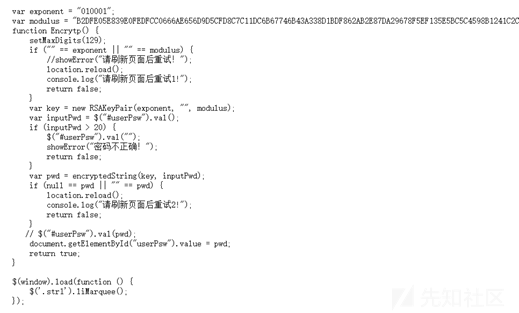 var exponent = "010001";
var modulus = "B2DFE05E839E0FEDFCC0666AE656D9D5CFD8C7C11DC6B67746B43A338D1BDF862AB2E87DA29678F5EF135E5BC5C4598B1241C2C
function Encrytp() {
setMaxDigits(129);
if ("" == exponent || "" == modulus) {
//showError("请刷新页面后重试! ");
location.reload();
console.log("请刷新页面后重试1!");
return false;
}
var key = new RSAKeyPair(exponent, "", modulus);
var inputPwd = $("#userPsw").val();
if (inputPwd > 20) {
$("#userPsw").val("");
showError("密码不正确! ");
return false;
}
var pwd = encryptedString(key, inputPwd);
if (null == pwd || "" == pwd) {
location.reload();
console.log("请刷新页面后重试2!");
return false;
}
// $("#userPsw").val(pwd);
document.getElementById("userPsw").value = pwd;
return true;
}
$(window).load(function () {
$('.str1').liMarquee();
});
先知社区